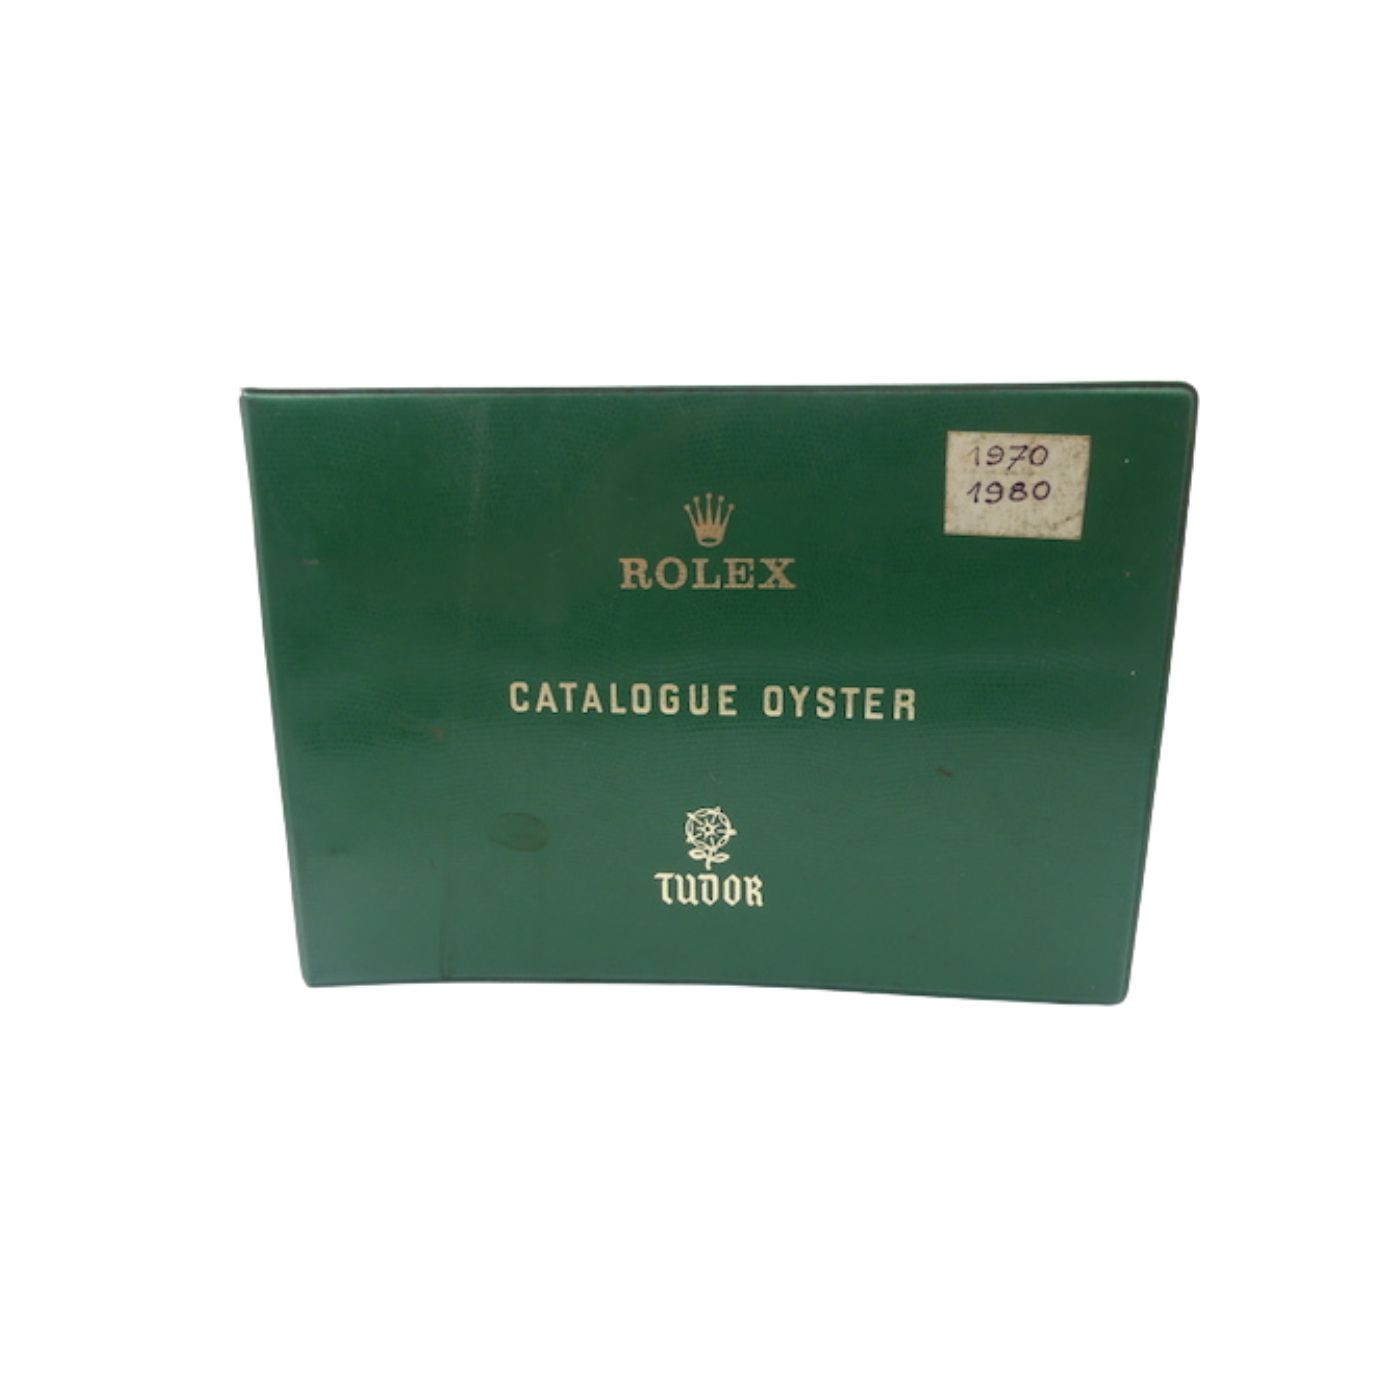 1970
1980
ROLEX
CATALOGUE OYSTER
TUDOR